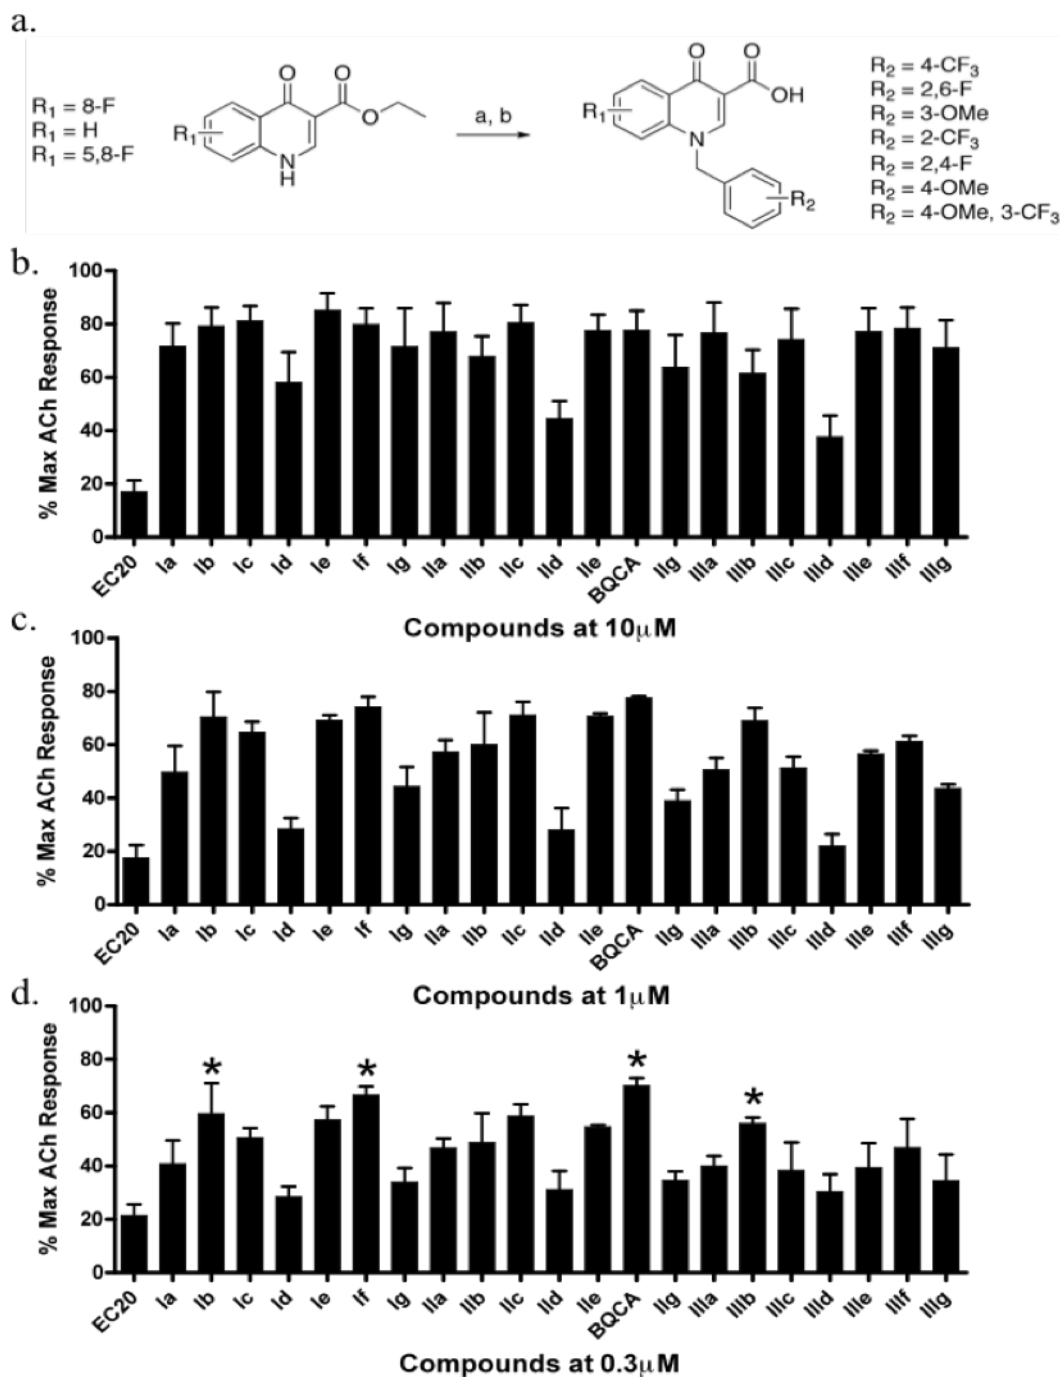 a.
R₁ = 8-F
R₁ = H
R₁ = 5,8-F
O O
R₁ O
N
H
a, b
O O
R₁ OH
N
R₂
R₂ = 4-CF₃
R₂ = 2,6-F
R₂ = 3-OMe
R₂ = 2-CF₃
R₂ = 2,4-F
R₂ = 4-OMe
R₂ = 4-OMe, 3-CF₃
b.
% Max ACh Response
100
80
60
40
20
0
EC20 Ia Ib Ic Id Ie If Ig IIa IIb IIc IId IIe BQCA IIg IIIa IIIb IIIc IIId IIIe IIIf IIIg
Compounds at 10μM
c.
% Max ACh Response
100
80
60
40
20
0
EC20 Ia Ib Ic Id Ie If Ig IIa IIb IIc IId IIe BQCA IIg IIIa IIIb IIIc IIId IIIe IIIf IIIg
Compounds at 1μM
d.
% Max ACh Response
100
80
60
40
20
0
* * * *
EC20 Ia Ib Ic Id Ie If Ig IIa IIb IIc IId IIe BQCA IIg IIIa IIIb IIIc IIId IIIe IIIf IIIg
Compounds at 0.3μM